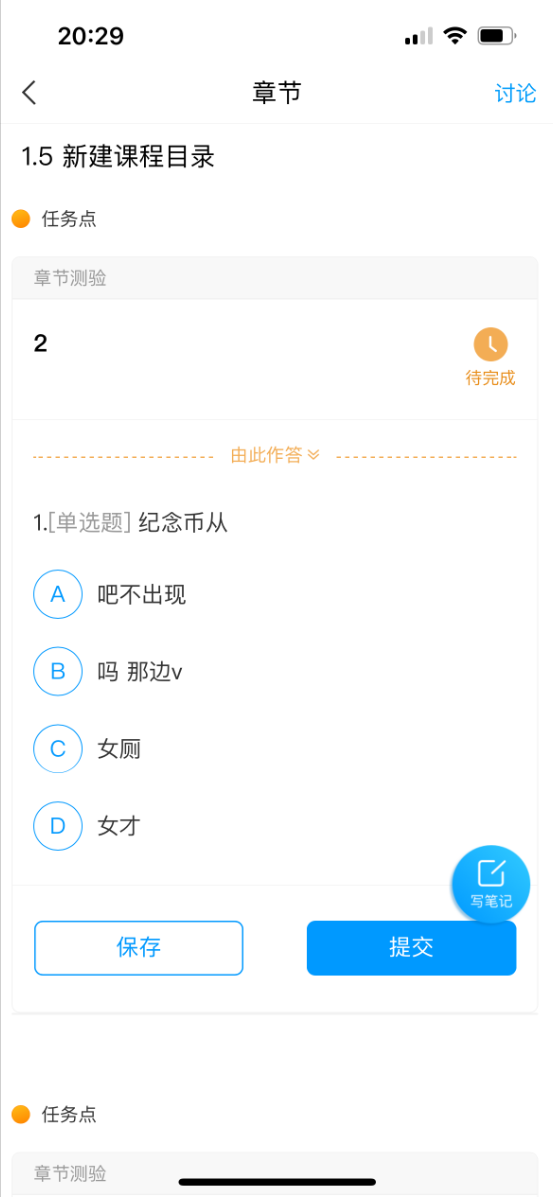 20:29
章节
讨论
1.5 新建课程目录
任务点
章节测验
2
待完成
由此作答
1.[单选题] 纪念币从
A 吧不出现
B 吗 那边v
C 女厕
D 女才
写笔记
保存
提交
任务点
章节测验